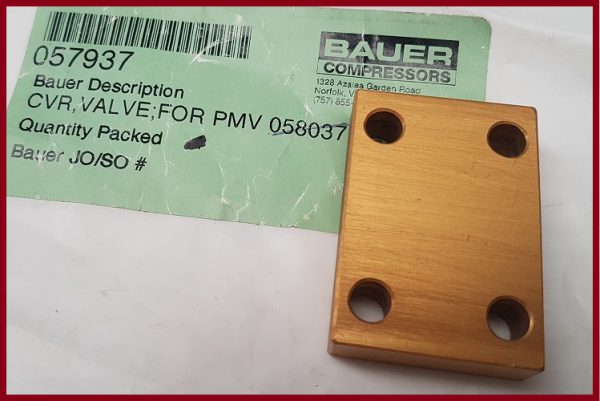 057937
Bauer Description
CVR,VALVE;FOR PMV 058037
Quantity Packed
Bauer JO/SO #
BAUER
COMPRESSORS
1328 Azalea Garden Road
Norfolk, V
(757) 855-